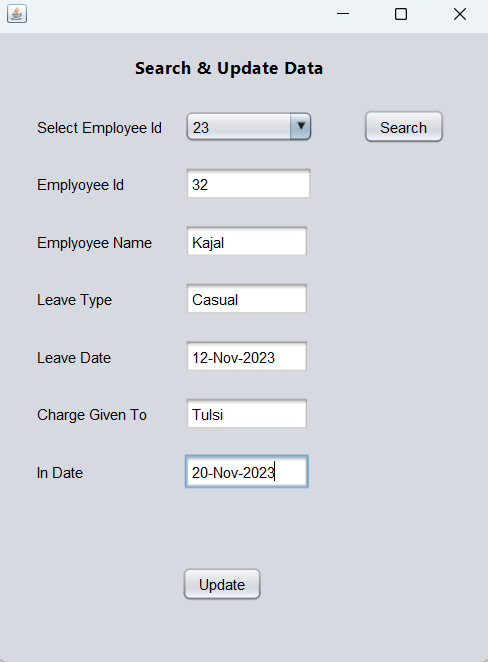 Search & Update Data
Select Employee Id 23 Search
Emplyoyee Id 32
Emplyoyee Name Kajal
Leave Type Casual
Leave Date 12-Nov-2023
Charge Given To Tulsi
In Date 20-Nov-2023
Update